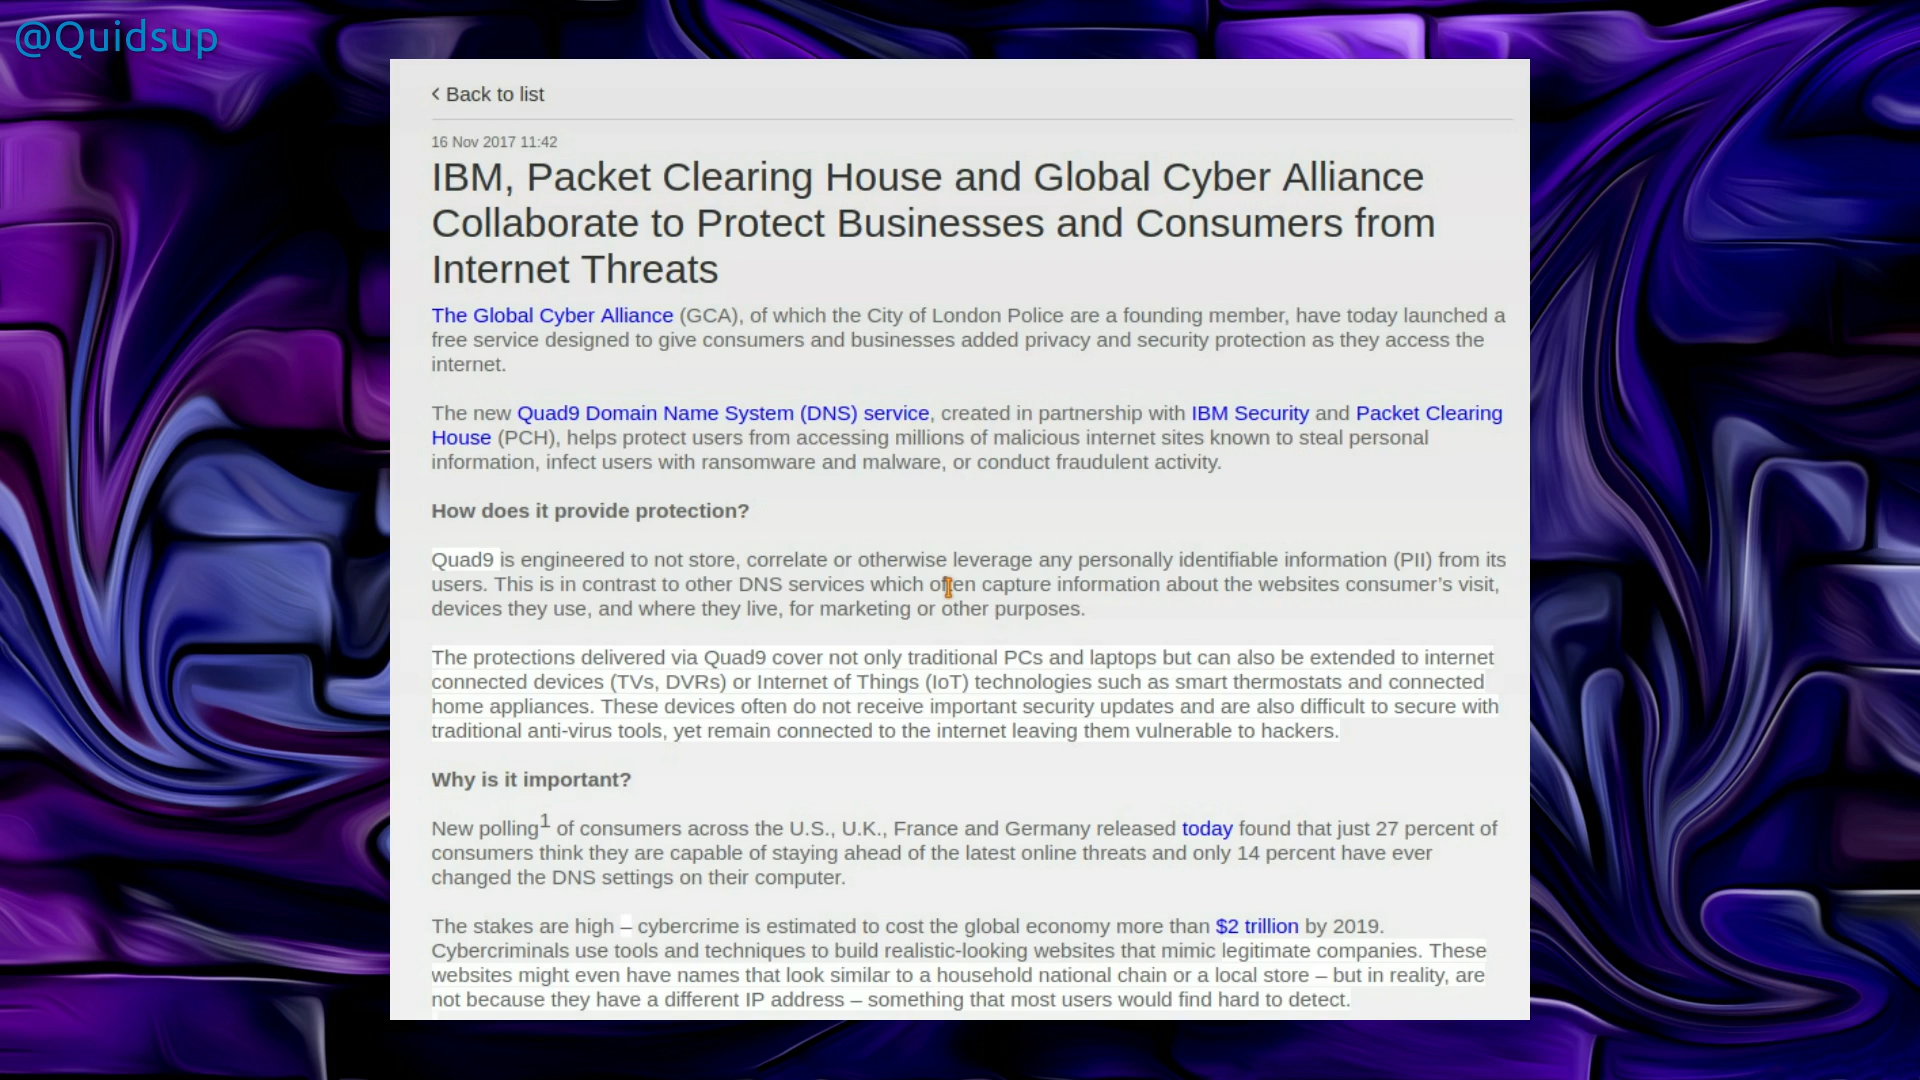 @Quidsup
< Back to list
16 Nov 2017 11:42
IBM, Packet Clearing House and Global Cyber Alliance
Collaborate to Protect Businesses and Consumers from
Internet Threats
The Global Cyber Alliance (GCA), of which the City of London Police are a founding member, have today launched a
free service designed to give consumers and businesses added privacy and security protection as they access the
internet.
The new Quad9 Domain Name System (DNS) service, created in partnership with IBM Security and Packet Clearing
House (PCH), helps protect users from accessing millions of malicious internet sites known to steal personal
information, infect users with ransomware and malware, or conduct fraudulent activity.
How does it provide protection?
Quad9 is engineered to not store, correlate or otherwise leverage any personally identifiable information (PII) from its
users. This is in contrast to other DNS services which often capture information about the websites consumer’s visit,
devices they use, and where they live, for marketing or other purposes.
The protections delivered via Quad9 cover not only traditional PCs and laptops but can also be extended to internet
connected devices (TVs, DVRs) or Internet of Things (IoT) technologies such as smart thermostats and connected
home appliances. These devices often do not receive important security updates and are also difficult to secure with
traditional anti-virus tools, yet remain connected to the internet leaving them vulnerable to hackers.
Why is it important?
New polling1 of consumers across the U.S., U.K., France and Germany released today found that just 27 percent of
consumers think they are capable of staying ahead of the latest online threats and only 14 percent have ever
changed the DNS settings on their computer.
The stakes are high – cybercrime is estimated to cost the global economy more than $2 trillion by 2019.
Cybercriminals use tools and techniques to build realistic-looking websites that mimic legitimate companies. These
websites might even have names that look similar to a household national chain or a local store – but in reality, are
not because they have a different IP address – something that most users would find hard to detect.